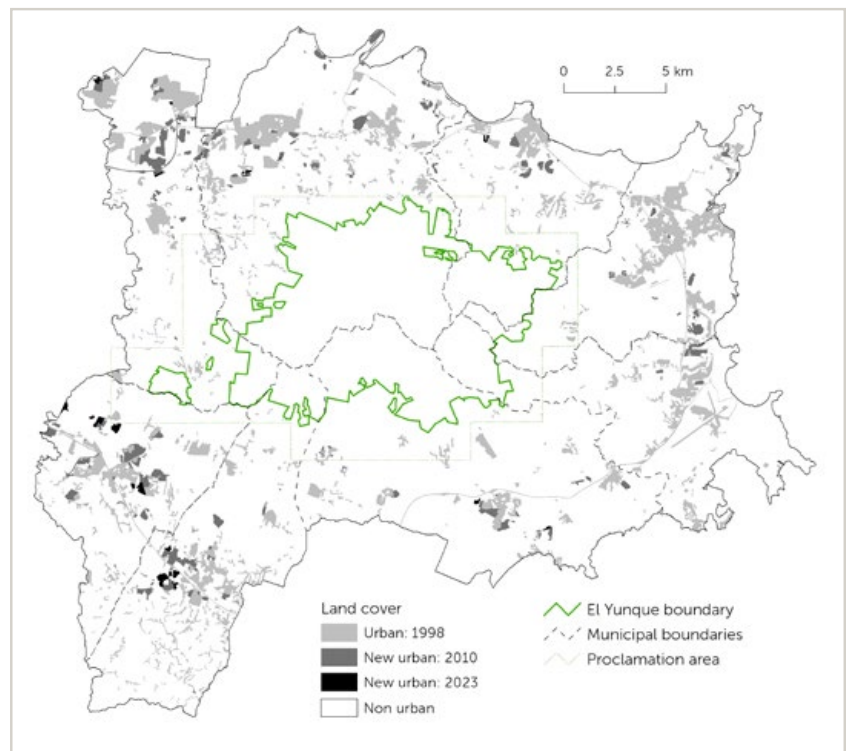 0 2.5 5 km
Land cover
Urban: 1998
New urban: 2010
New urban: 2023
Non urban
El Yunque boundary
Municipal boundaries
Proclamation area